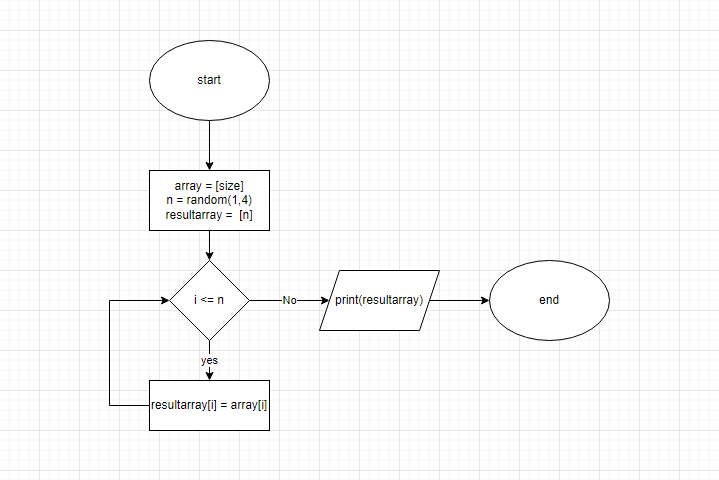 start
array = [size]
n = random(1,4)
resultarray = [n]
i <= n
No
print(resultarray)
end
yes
resultarray[i] = array[i]